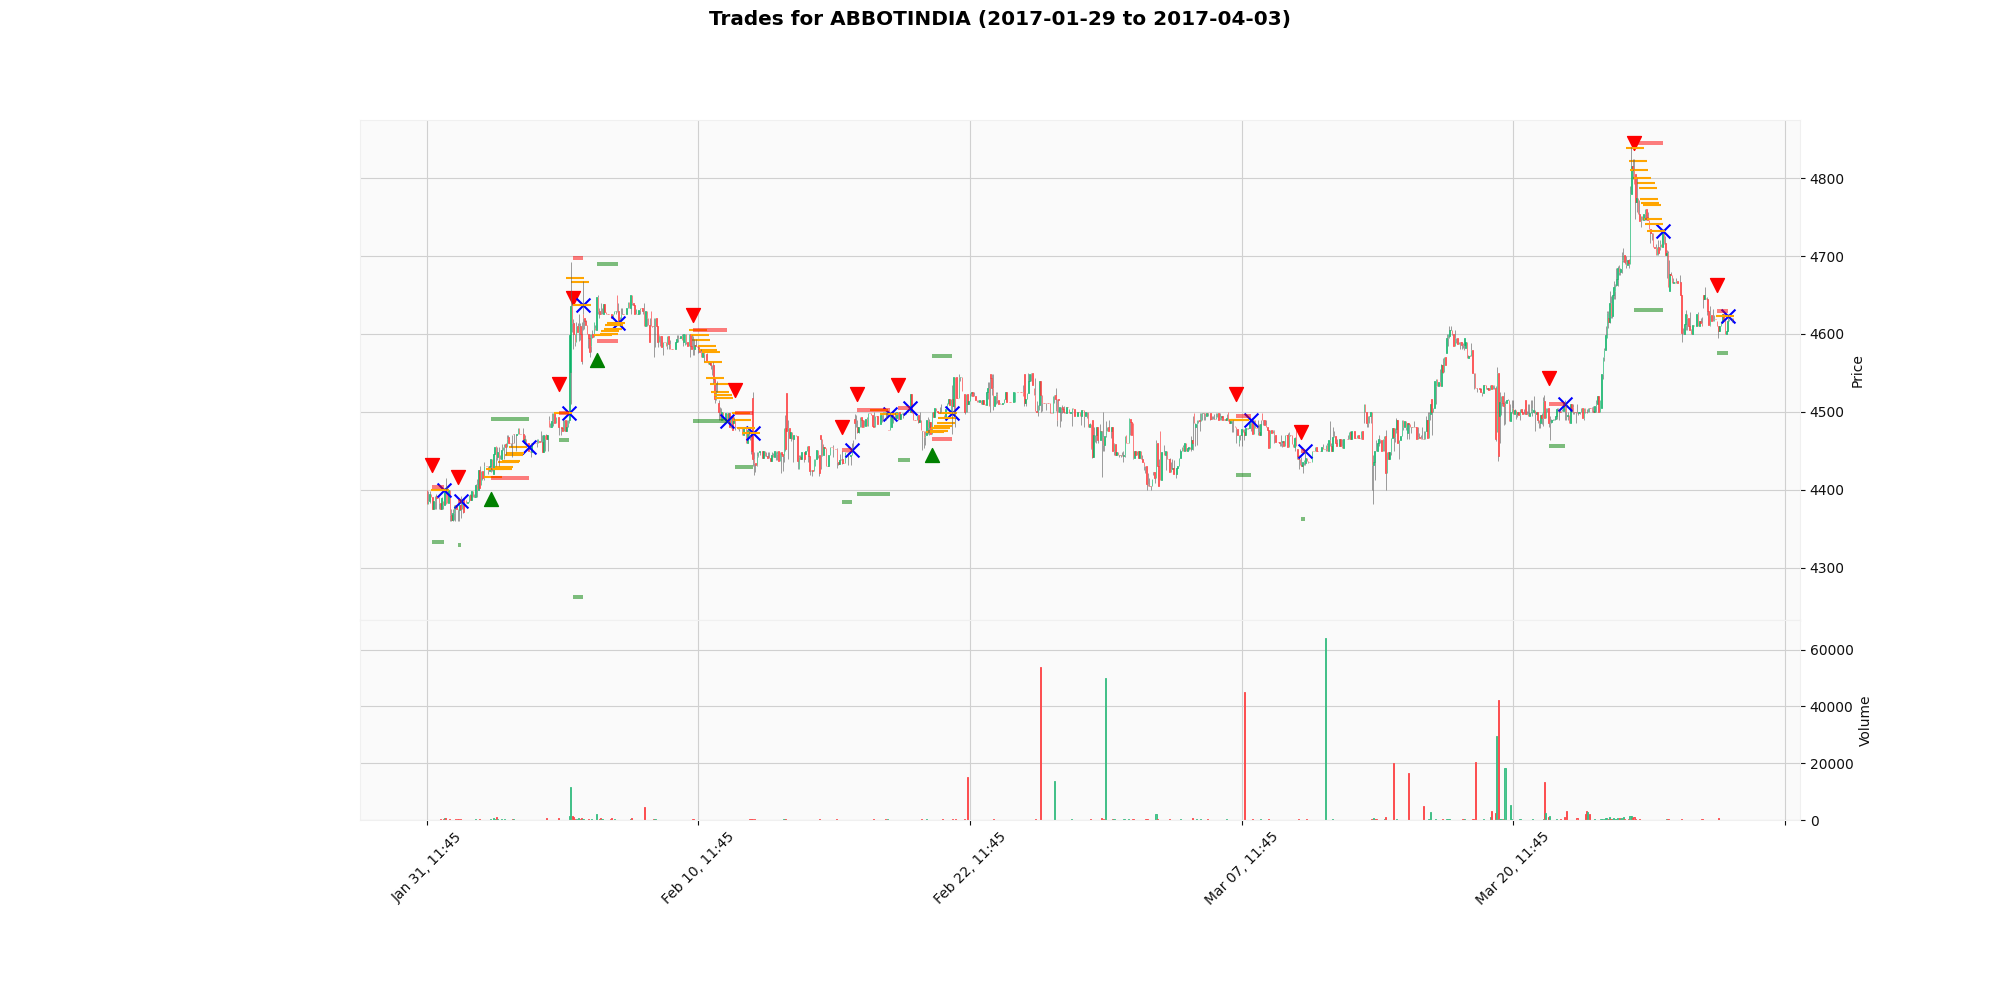 Trades for ABBOTINDIA (2017-01-29 to 2017-04-03)
4800
4700
4600
4500
4400
4300
Price
60000
40000
20000
0
Volume
Jan 31, 11:45
Feb 10, 11:45
Feb 22, 11:45
Mar 07, 11:45
Mar 20, 11:45